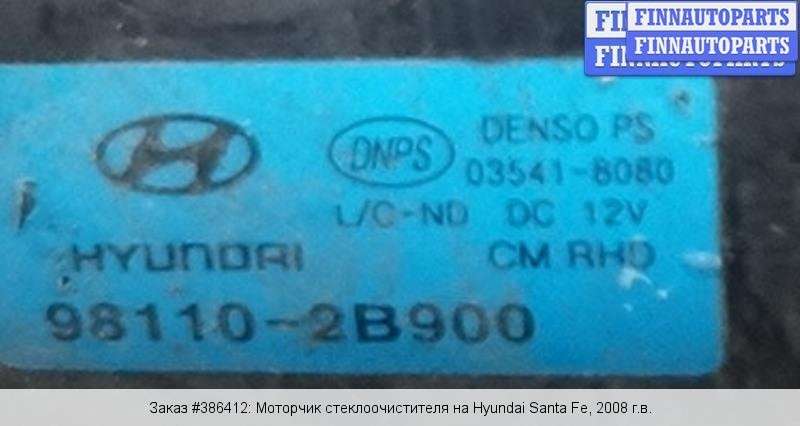 FINNAUTOPARTS
FINNAUTOPARTS
DENSO PS
DNPS
03541-8080
L/C-ND DC 12V
HYUNDAI
CM RHD
98110-2B900
Заказ #386412: Моторчик стеклоочистителя на Hyundai Santa Fe, 2008 г.в.